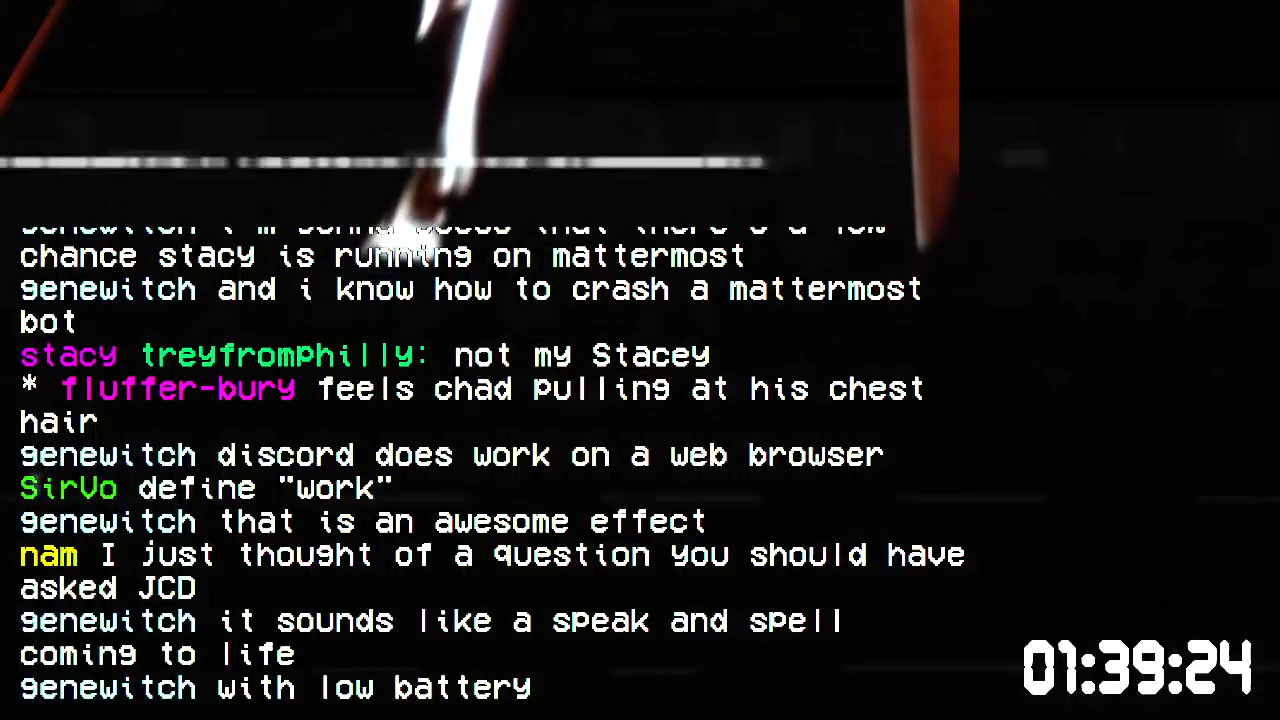 chance stacy is running on mattermost
genewitch and i know how to crash a mattermost
bot
stacy treyfromphilly: not my Stacey
* fluffer-bury feels chad pulling at his chest
hair
genewitch discord does work on a web browser
SirVo define "work"
genewitch that is an awesome effect
nam I just thought of a question you should have
asked JCD
genewitch it sounds like a speak and spell
coming to life
genewitch with low battery
01:39:24